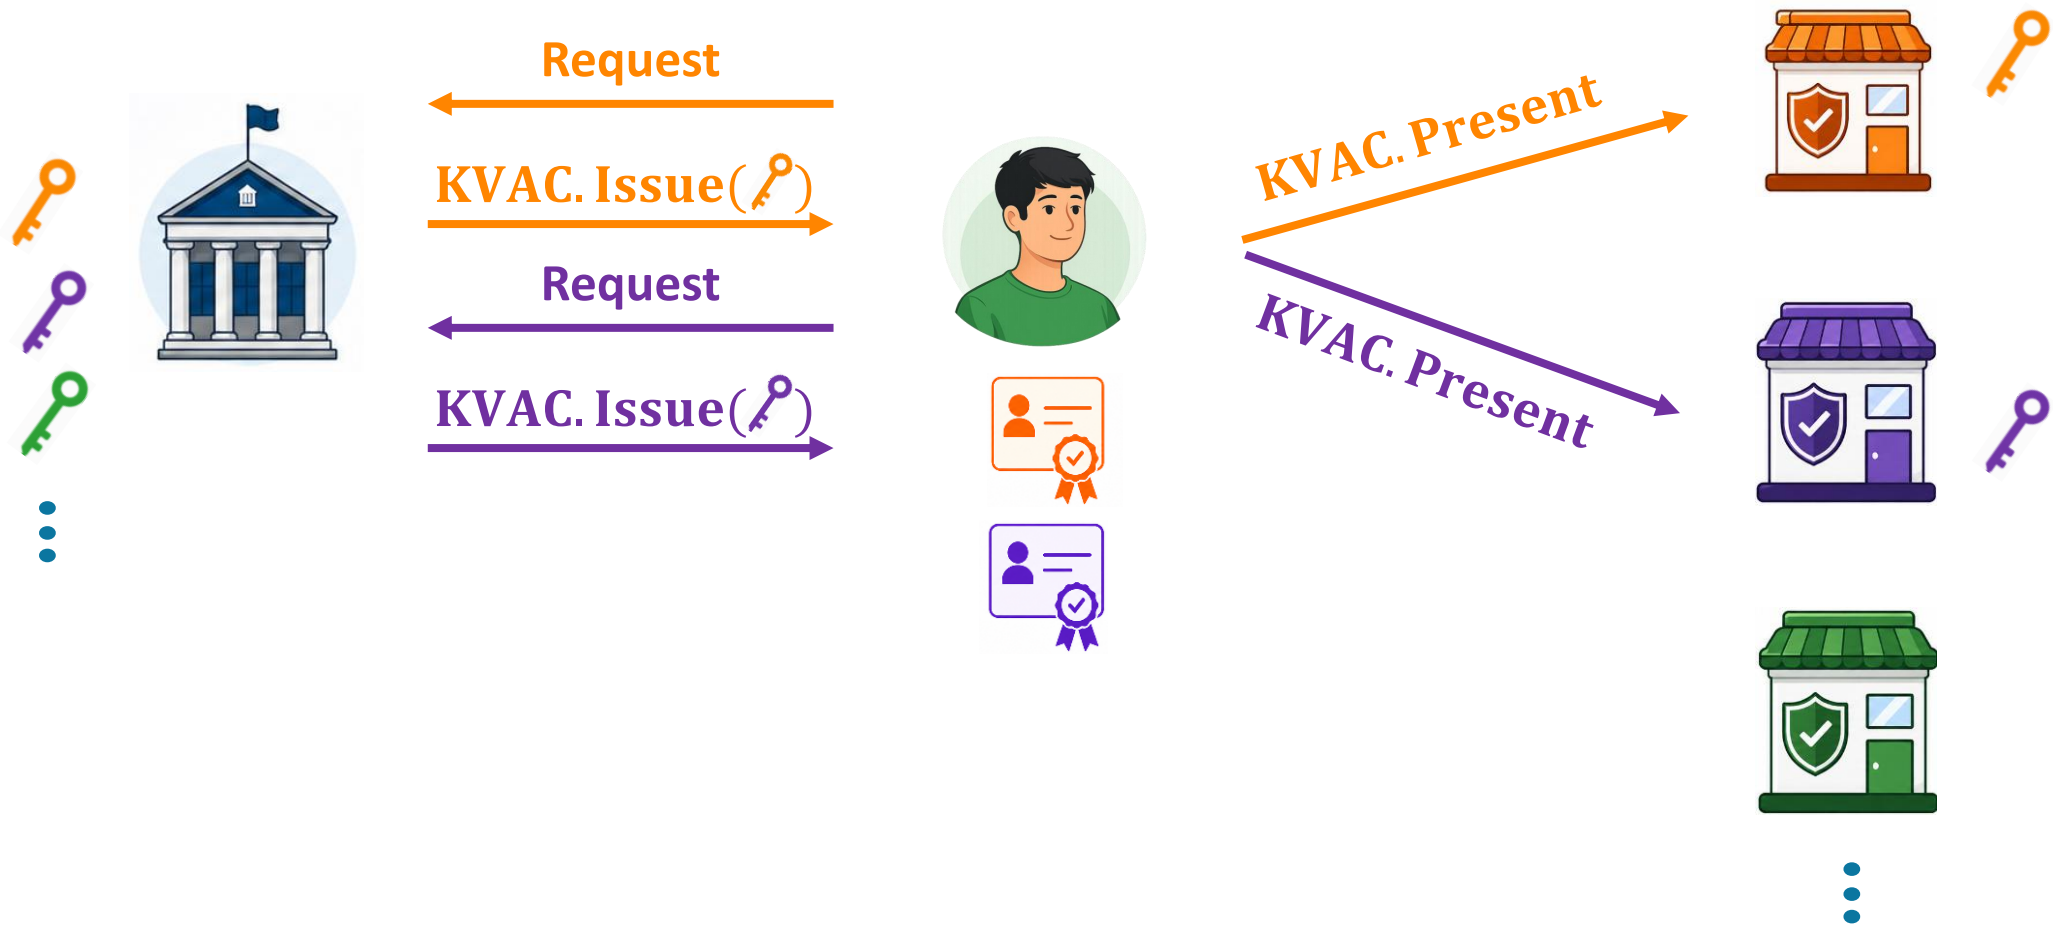 Request
KVAC. Issue( )
Request
KVAC. Issue( )
KVAC. Present
KVAC. Present